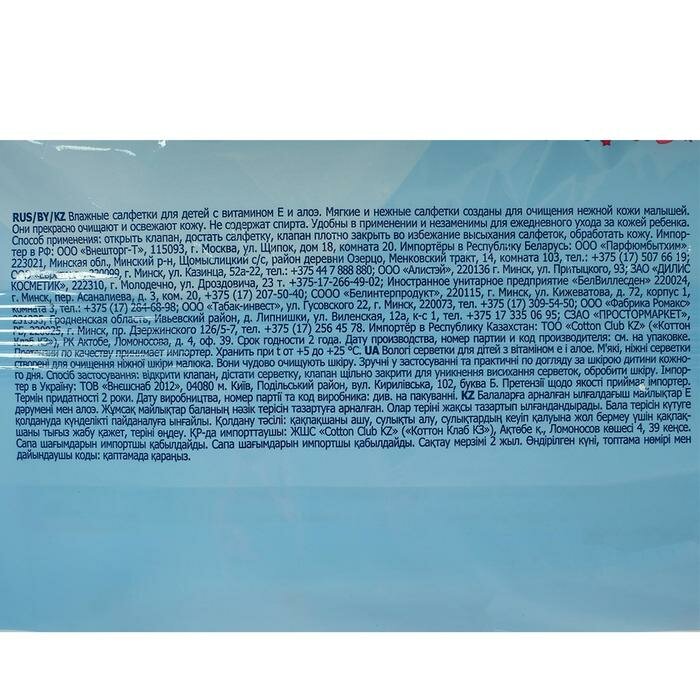 RUS/BY/KZ Влажные салфетки для детей с витамином Е и алоэ. Мягкие и нежные салфетки созданы для очищения нежной кожи малышей.
Они прекрасно очищают и освежают кожу. Не содержат спирта. Удобны в применении и незаменимы для ежедневного ухода за кожей ребенка.
Способ применения: открыть клапан, достать салфетку, клапан плотно закрыть во избежание высыхания салфеток, обработать кожу. Импор-
тер в РФ: ООО «Внешторг-Т», 115093, г. Москва, ул. Щипок, дом 18, комната 20. Импортёры в Республику Беларусь: ООО «Парфюмбытхим»,
223021, Минская обл., Минский р-н, Щомыслицкий с/с, район деревни Озерцо, Менковский тракт, 14, комната 103, тел. +375 (17) 507 66 19;
г. Минск, ул. Казинца, 52а-22, тел. +375 44 7 888 880; ООО «Алистэй», 220136 г. Минск, ул. Притыцкого, 93; ЗАО «ДИЛИС
КОСМЕТИК», 222310, г. Молодечно, ул. Дроздовича, 23 т. +375-17-266-49-02; Иностранное унитарное предприятие «БелВиллесден» 220024,
г. Минск, пер. Асаналиева, д. 3, ком. 20, +375 (17) 207-50-40; СООО «Белинтерпродукт», 220115, г. Минск, ул. Кижеватова, д. 72, корпус 1
комната 3, тел. +375 (17) 264-68-98; ООО «Табак-инвест», ул. Гусовского 22, г. Минск, 220073, тел. +375 (17) 309-54-50; ООО «Фабрика Ромакс»
231333, Гродненская область, Ивьевский район, д. Липнишки, ул. Виленская, 12а, к-с 1, тел. +375 17 335 06 95; СЗАО «ПРОСТОРМАРКЕТ»,
РБ, 220025, г. Минск, пр. Дзержинского 126/5-7, тел. +375 (17) 256 45 78. Импортёр в Республику Казахстан: ТОО «Cotton Club KZ» («Коттон
Клаб КЗ»), РК Актобе, Ломоносова, д. 4, оф. 39. Срок годности 2 года. Дату производства, номер партии и код производителя: см. на упаковке.
Претензии по качеству принимает импортер. Хранить при t от +5 до +25 °С. UA Вологі серветки для дітей з вітаміном е і алое. М'які, ніжні серветки
створені для очищення ніжної шкіри малюка. Вони чудово очищують шкіру. Зручні у застосуванні та практичні по догляду за шкірою дитини кожно-
го дня. Спосіб застосування: відкрити клапан, дістати серветку, клапан щільно закрити для уникнення висихання серветок, обробити шкіру. Імпор-
тер в Україну: ТОВ «Внєшснаб 2012», 04080 м. Київ, Подільський район, вул. Кирилівська, 102, буква Б. Претензії щодо якості приймає імпортер.
Термін придатності 2 роки. Дату виробництва, номер партії та код виробника: див. на пакуванні. KZ Балаларға арналған ылғалдағыш майлықтар Е
дәрумені мен алоэ. Жұмсақ майлықтар баланың нәзік терісін тазартуға арналған. Олар теріні жақсы тазартып ылғандандырады. Бала терісін күтуге
қолдануда күнделікті пайдалануға ынғайлы. Қолдану тәсілі: қақпақшаны ашу, сулықты алу, сулықтардың кеуіп қалуына жол бермеу үшін қақпақ-
шаны тығыз жабу қажет, теріні өңдеу. ҚР-да импорттаушы: ЖШС «Cotton Club KZ» («Коттон Клаб КЗ»), Ақтөбе қ., Ломоносов көшесі 4, 39 кеңсе.
Сапа шағымдарын импортшы қабылдайды. Сапа шағымдарын импортшы қабылдайды. Сақтау мерзімі 2 жыл. Өндірілген күні, топтама нөмірі мен
дайындаушы коды: қаптамада қараңыз.